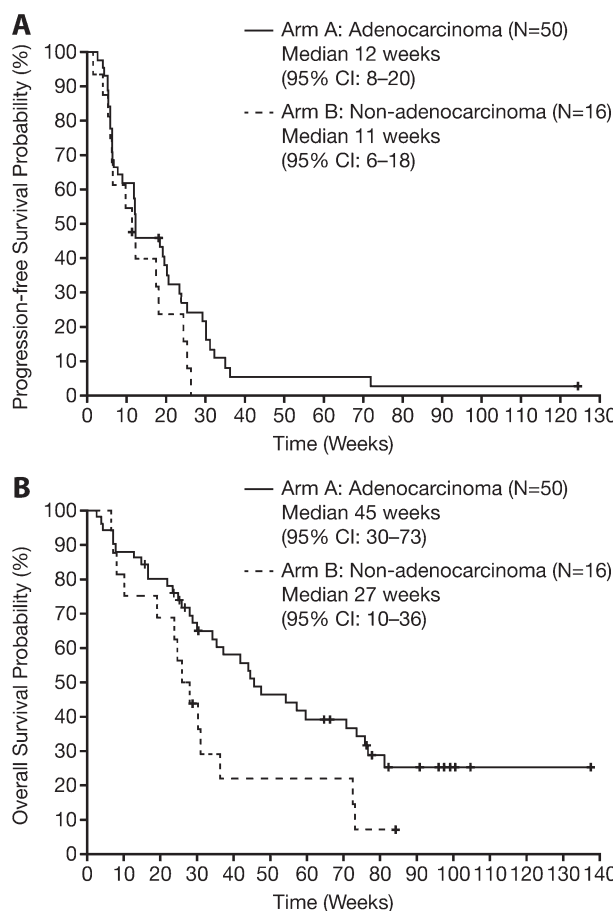 A
Arm A: Adenocarcinoma (N=50)
Median 12 weeks
(95% CI: 8–20)
Arm B: Non-adenocarcinoma (N=16)
Median 11 weeks
(95% CI: 6–18)
Progression-free Survival Probability (%)
100
90
80
70
60
50
40
30
20
10
0
0 10 20 30 40 50 60 70 80 90 100 110 120 130
Time (Weeks)
B
Arm A: Adenocarcinoma (N=50)
Median 45 weeks
(95% CI: 30–73)
Arm B: Non-adenocarcinoma (N=16)
Median 27 weeks
(95% CI: 10–36)
Overall Survival Probability (%)
100
90
80
70
60
50
40
30
20
10
0
0 10 20 30 40 50 60 70 80 90 100 110 120 130 140
Time (Weeks)